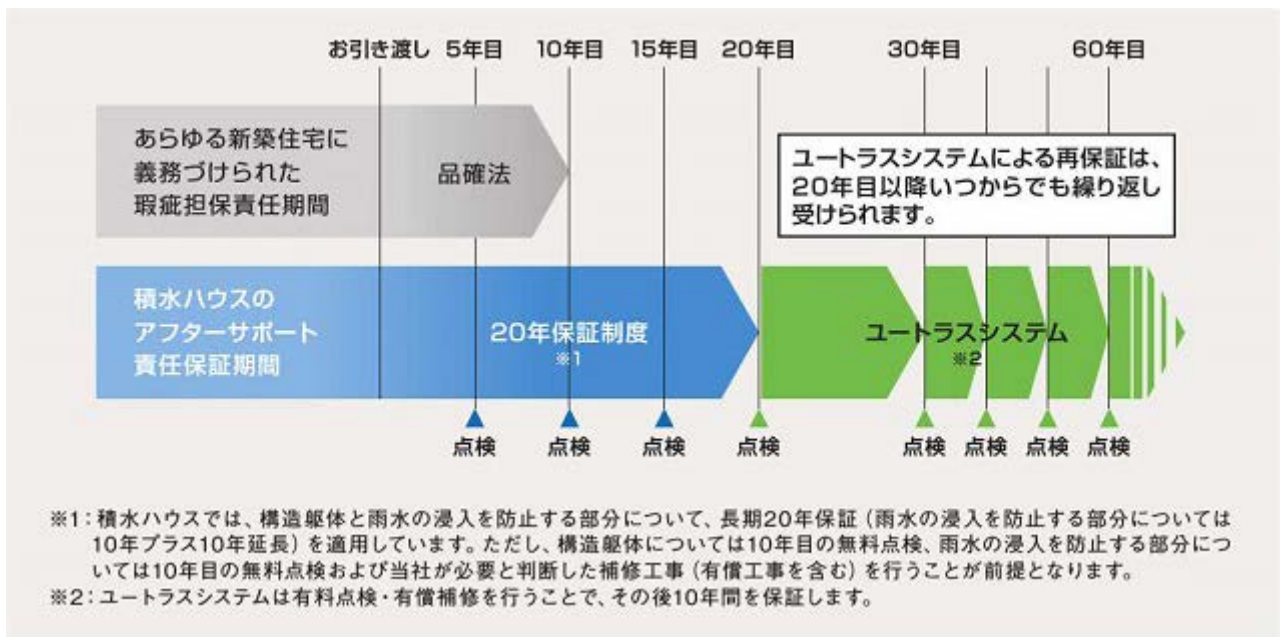 お引き渡し 5年目 10年目 15年目 20年目 30年目 60年目
あらゆる新築住宅に
義務づけられた
瑕疵担保責任期間
品確法
ユートラスシステムによる再保証は、
20年目以降いつからでも繰り返し
受けられます。
積水ハウスの
アフターサポート
責任保証期間
20年保証制度
※1
ユートラスシステム
※2
点検 点検 点検 点検 点検 点検 点検 点検
※1：積水ハウスでは、構造躯体と雨水の浸入を防止する部分について、長期20年保証（雨水の浸入を防止する部分については
10年プラス10年延長）を適用しています。ただし、構造躯体については10年目の無料点検、雨水の浸入を防止する部分につ
いては10年目の無料点検および当社が必要と判断した補修工事（有償工事を含む）を行うことが前提となります。
※2：ユートラスシステムは有料点検・有償補修を行うことで、その後10年間を保証します。